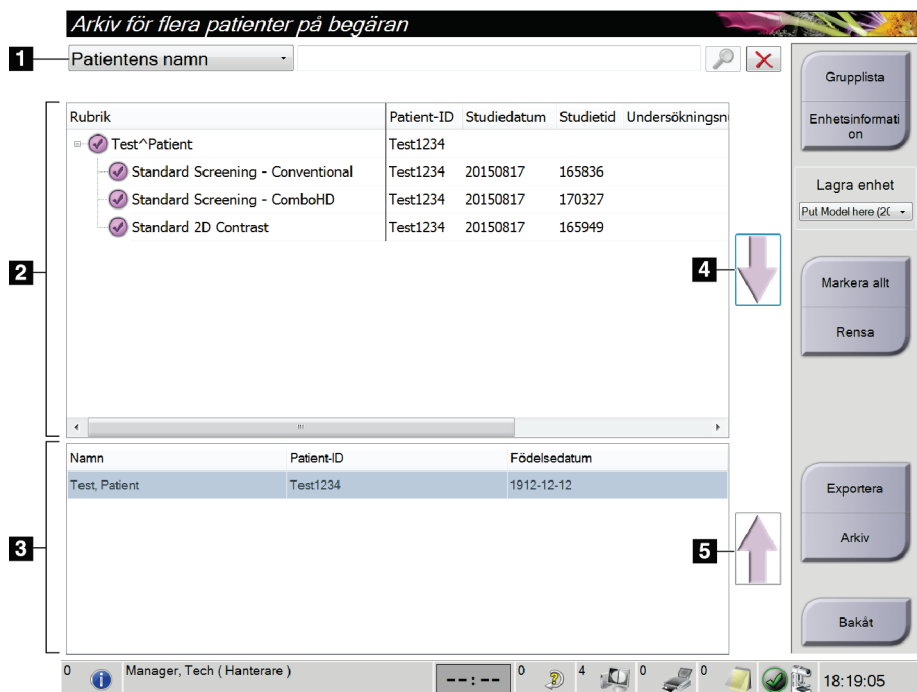 Arkiv för flera patienter på begäran
1
Patientens namn
Grupplista
Enhetsinformati
on
Lagra enhet
Put Model here (2(
Markera allt
Rensa
Exportera
Arkiv
Bakåt
2
Rubrik Patient-ID Studiedatum Studietid Undersökningsn
Test^Patient Test1234
Standard Screening - Conventional Test1234 20150817 165836
Standard Screening - ComboHD Test1234 20150817 170327
Standard 2D Contrast Test1234 20150817 165949
4
3
Namn Patient-ID Födelsedatum
Test, Patient Test1234 1912-12-12
5
0 Manager, Tech ( Hanterare ) --:-- 0 4 0 0 18:19:05